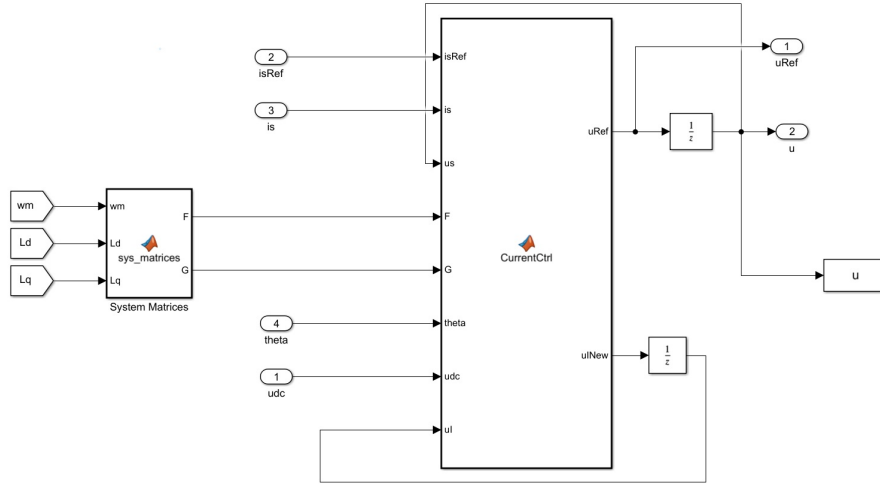 2
isRef
3
is
wm
Ld
Lq
wm
Ld
Lq
sys_matrices
F
G
System Matrices
4
theta
1
udc
isRef
is
us
F
G
theta
udc
uI
CurrentCtrl
uRef
uINew
1
z
1
z
1
uRef
2
u
u